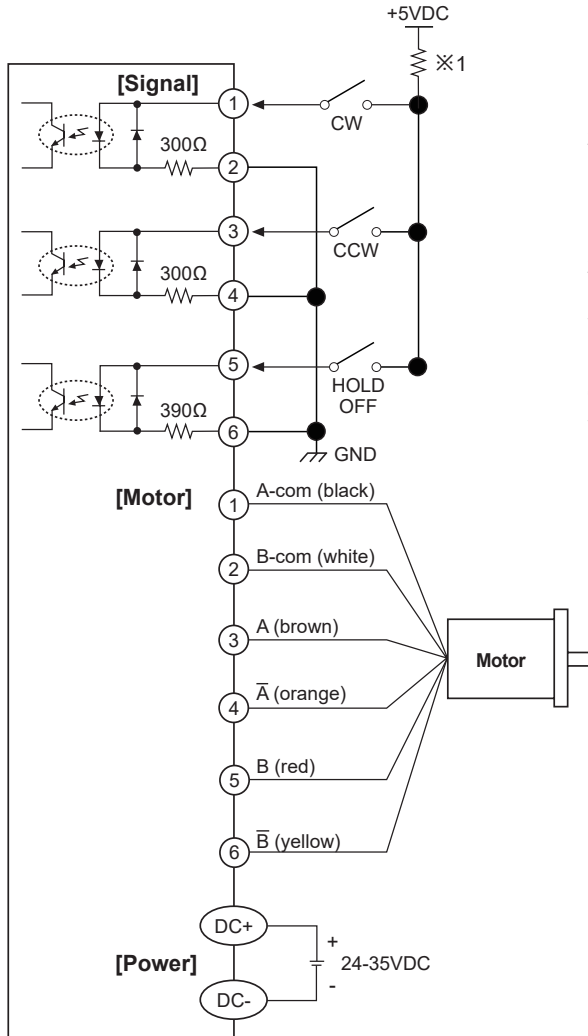 +5VDC
※1
[Signal]
1
CW
300Ω
2
3
CCW
300Ω
4
5
HOLD
OFF
390Ω
6
GND
[Motor]
1
A-com (black)
2
B-com (white)
3
A (brown)
Motor
4
A̅ (orange)
5
B (red)
6
B̅ (yellow)
DC+
+
[Power]
24-35VDC
-
DC-